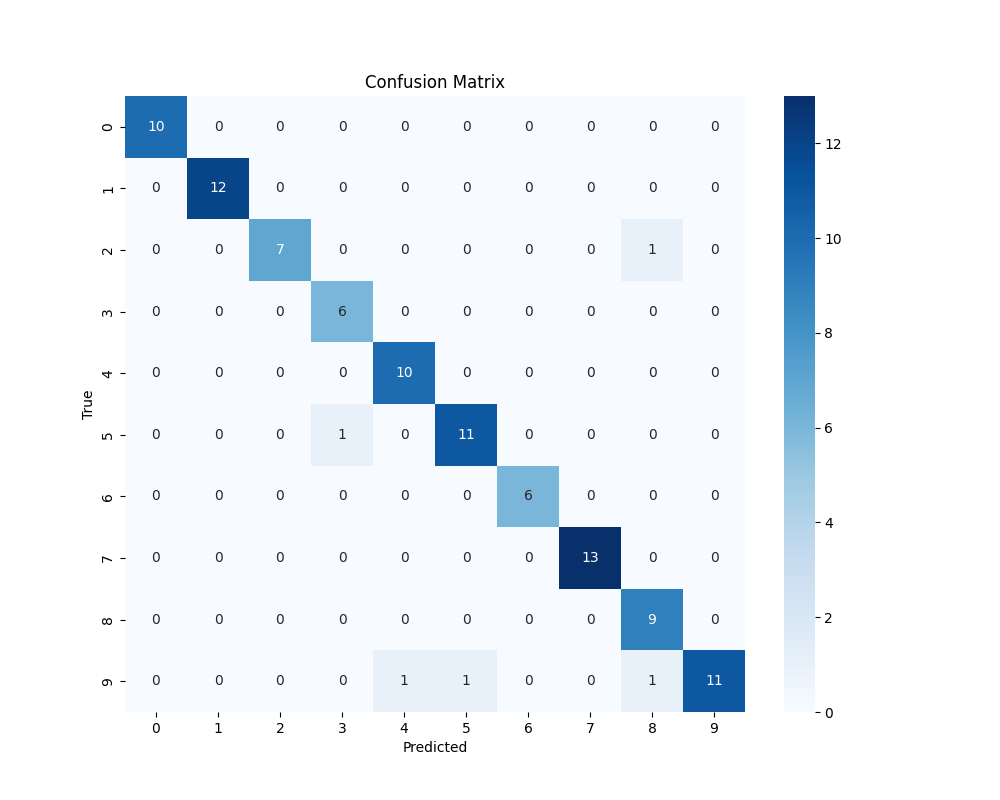 Confusion Matrix
0 10 0 0 0 0 0 0 0 0 0
1 0 12 0 0 0 0 0 0 0 0
2 0 0 7 0 0 0 0 0 1 0
3 0 0 0 6 0 0 0 0 0 0
4 0 0 0 0 10 0 0 0 0 0
5 0 0 0 1 0 11 0 0 0 0
6 0 0 0 0 0 0 6 0 0 0
7 0 0 0 0 0 0 0 13 0 0
8 0 0 0 0 0 0 0 0 9 0
9 0 0 0 0 1 1 0 0 1 11
0 1 2 3 4 5 6 7 8 9
Predicted
True
12
10
8
6
4
2
0